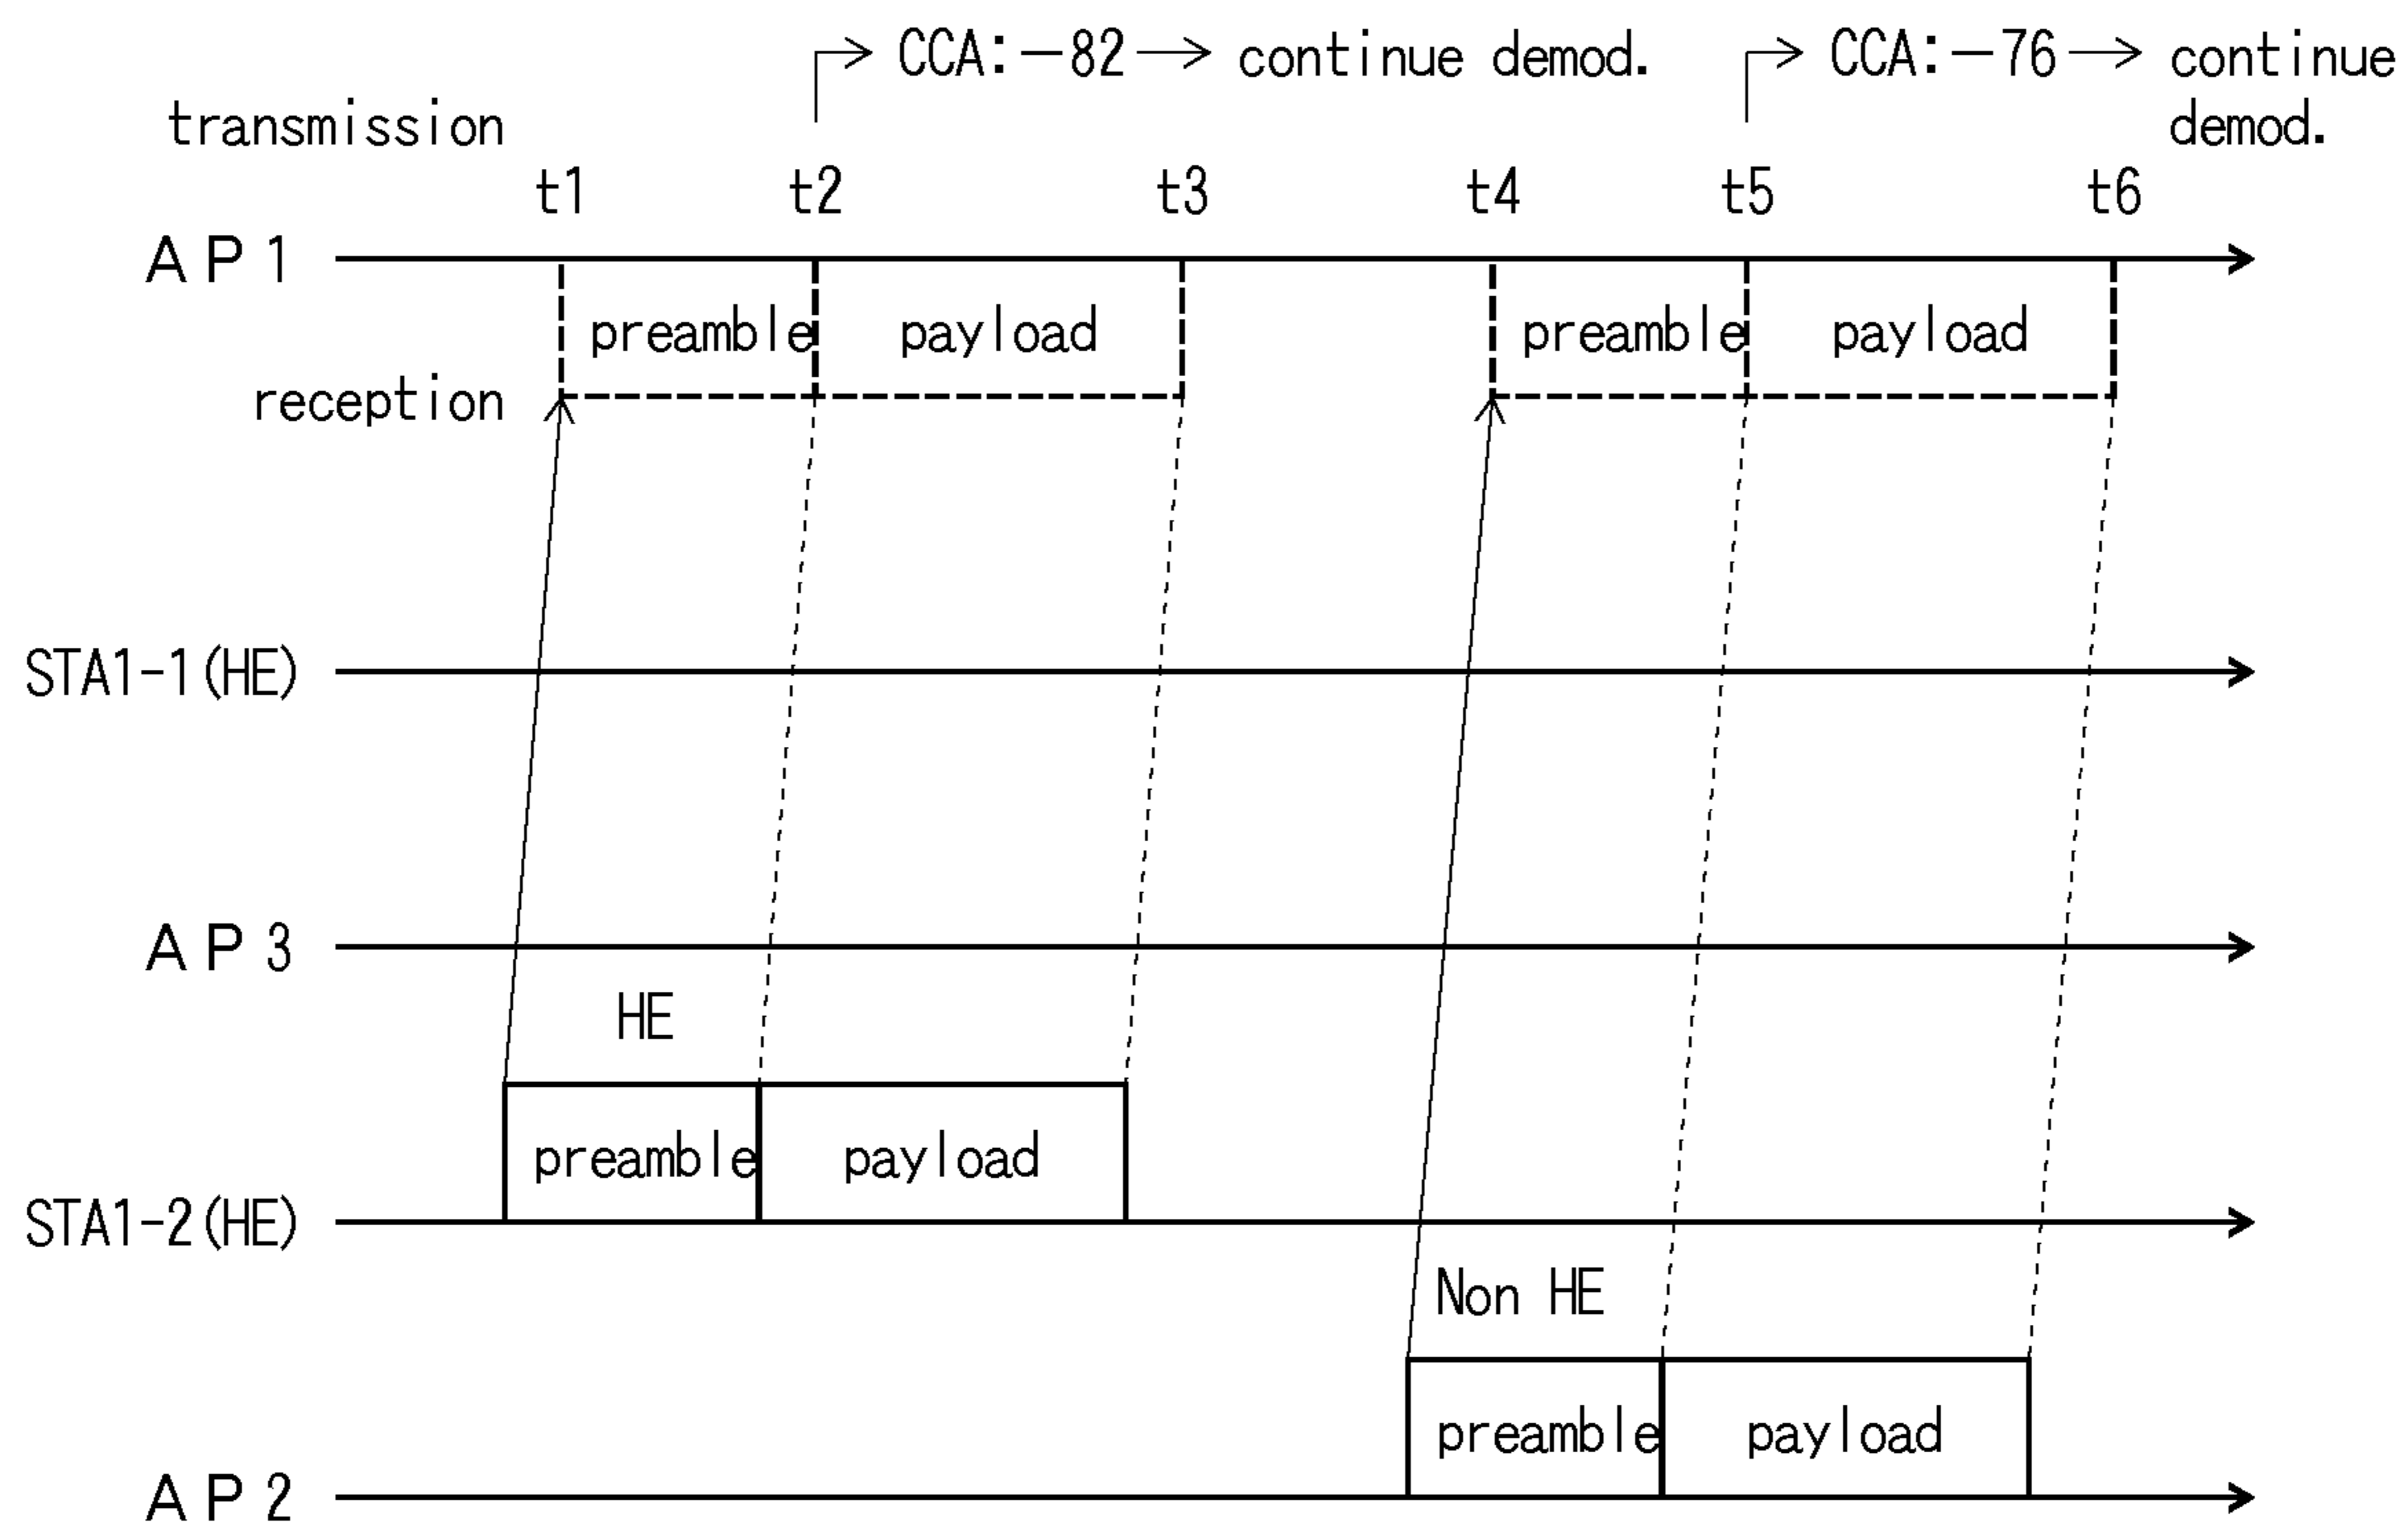 CCA:−82 continue demod.
CCA:−76 continue
demod.
transmission
t1 t2 t3 t4 t5 t6
AP1
preamble payload preamble payload
reception
STA1-1(HE)
AP3
HE
preamble payload
STA1-2(HE)
Non HE
preamble payload
AP2